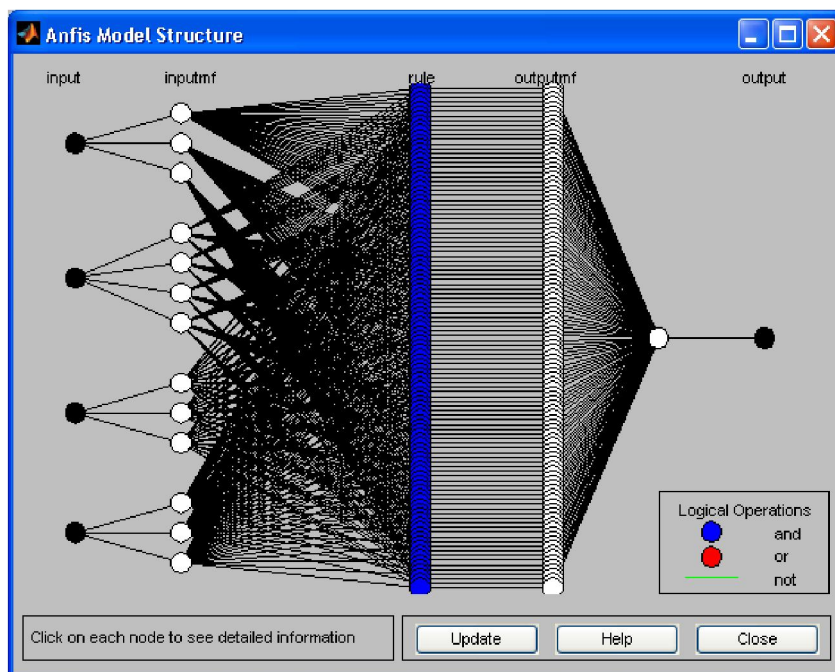 Anfis Model Structure
input inputmf rule outputmf output
Logical Operations
and
or
not
Click on each node to see detailed information
Update Help Close